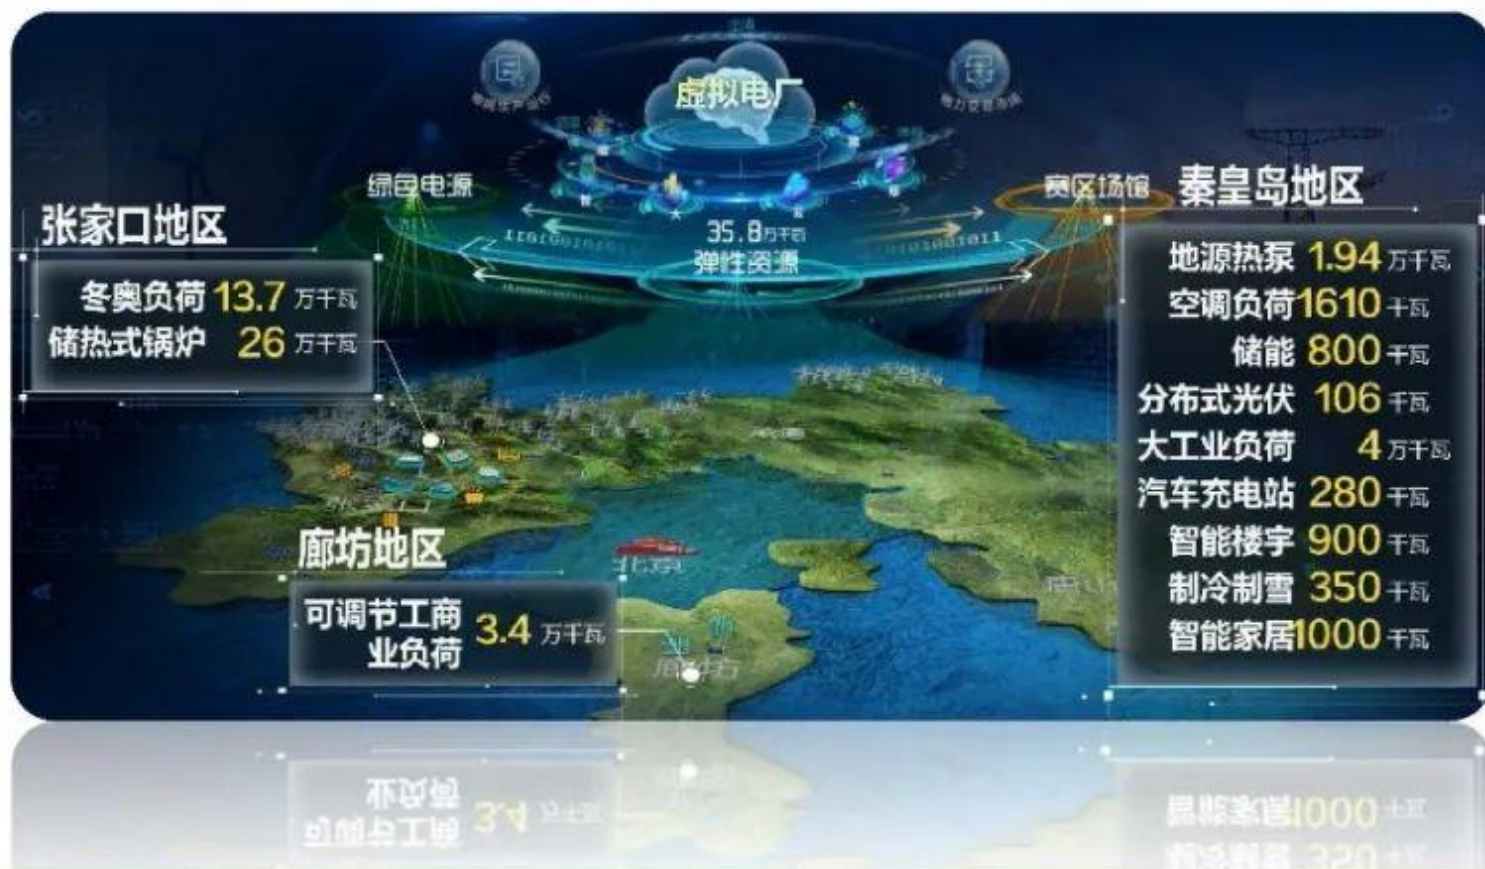 虚拟电厂
绿色电源
赛区场馆
35.8万千瓦
弹性资源
张家口地区
冬奥负荷 13.7 万千瓦
储热式锅炉 26 万千瓦
秦皇岛地区
地源热泵 1.94 万千瓦
空调负荷1610 千瓦
储能 800 千瓦
分布式光伏 106 千瓦
大工业负荷 4 万千瓦
汽车充电站 280 千瓦
智能楼宇 900 千瓦
制冷制雪 350 千瓦
智能家居1000 千瓦
廊坊地区
可调节工商
业负荷 3.4 万千瓦
北京
唐山
廊坊